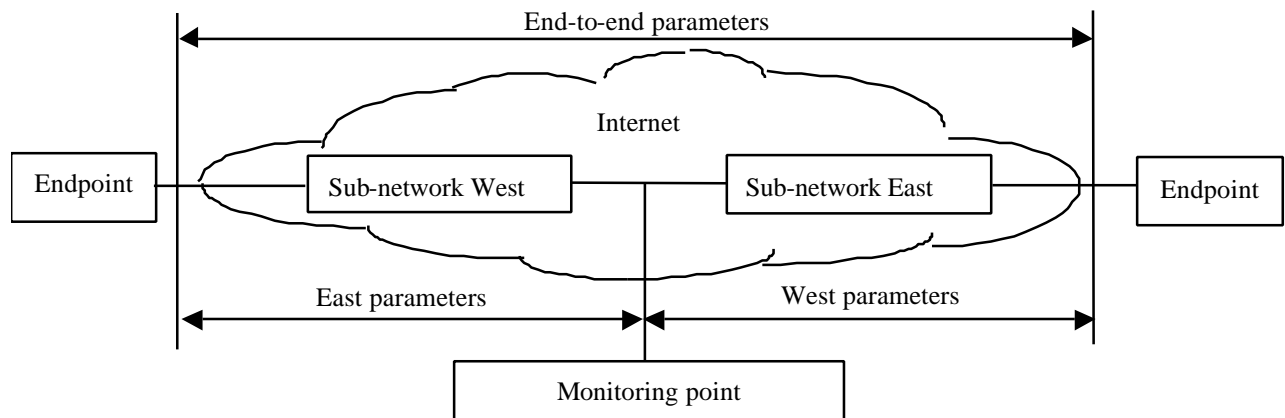 End-to-end parameters
Internet
Endpoint
Sub-network West
Sub-network East
Endpoint
East parameters
West parameters
Monitoring point